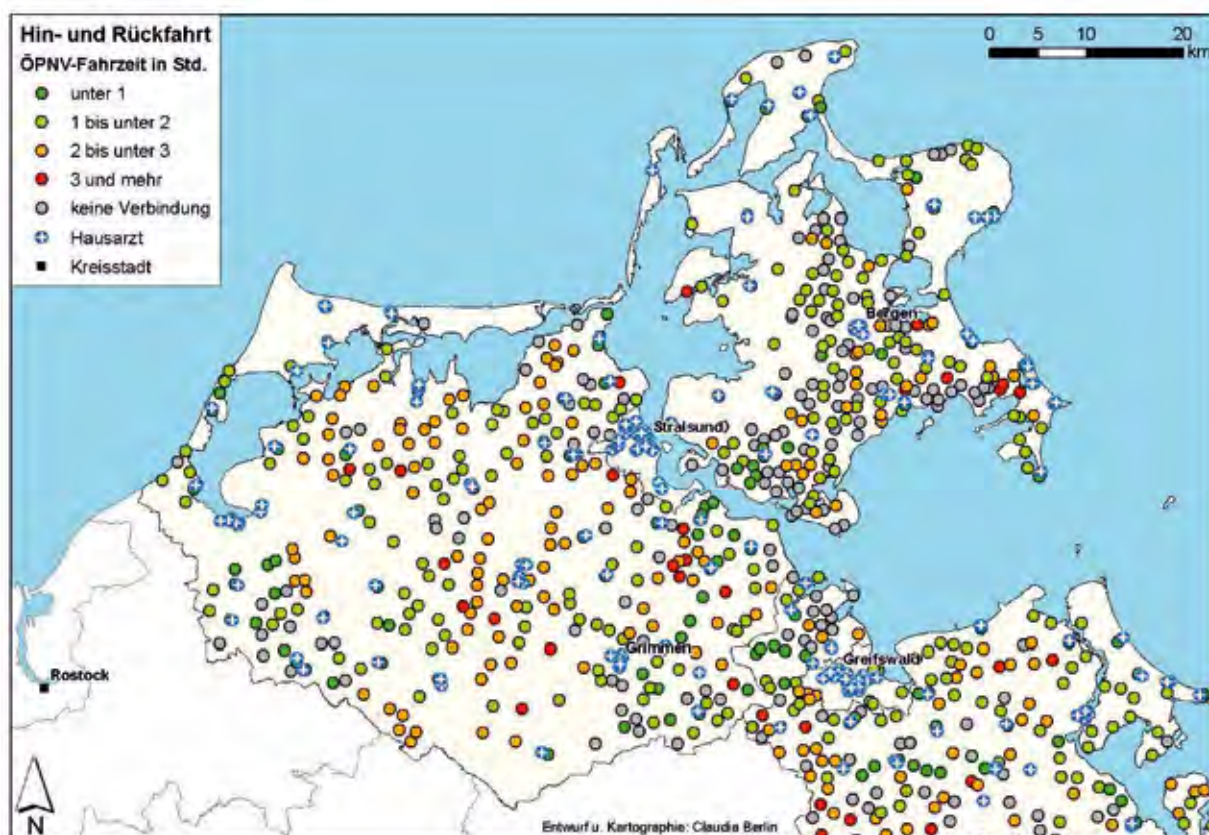 Hin- und Rückfahrt
ÖPNV-Fahrzeit in Std.
unter 1
1 bis unter 2
2 bis unter 3
3 und mehr
keine Verbindung
Hausarzt
Kreisstadt
0 5 10 20
km
Bergen
Stralsund
Grimmen
Greifswald
Rostock
N
Entwurf u. Kartographie: Claudia Berlin